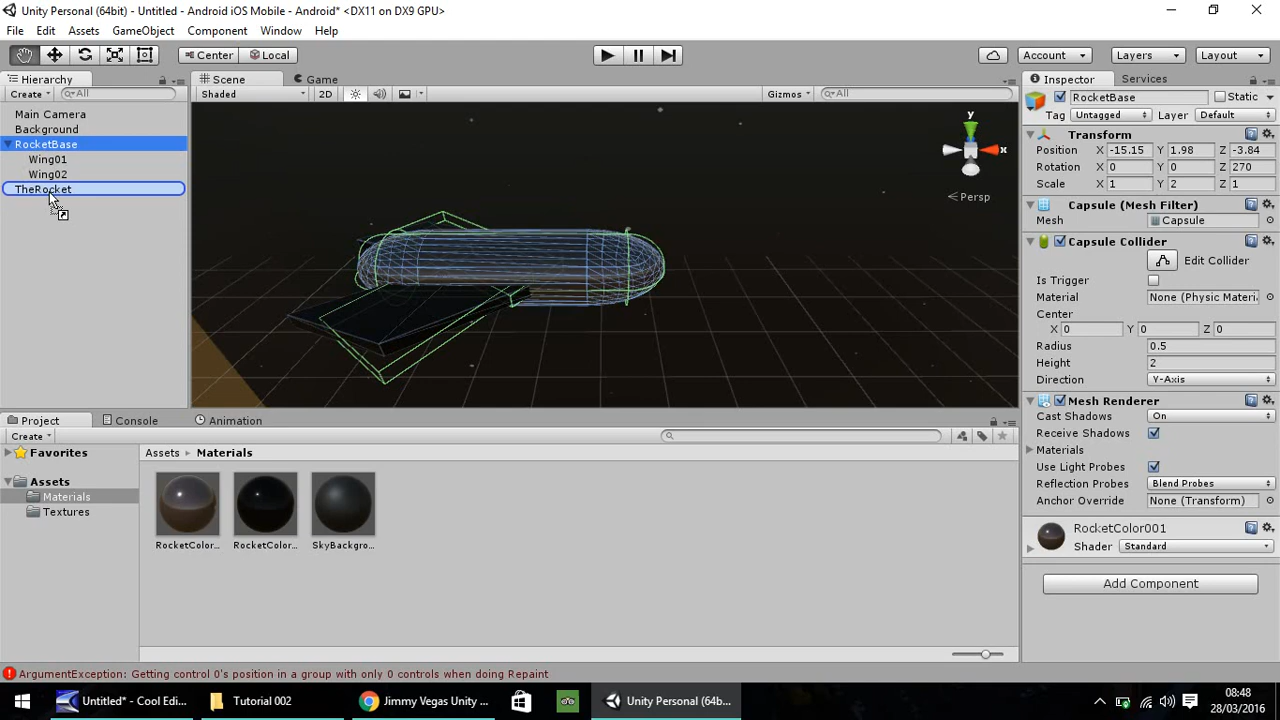 Unity Personal (64bit) - Untitled - Android iOS Mobile - Android* <DX11 on DX9 GPU>
File Edit Assets GameObject Component Window Help
Center Local Account Layers Layout
Hierarchy Scene Game Inspector Services
Create All Shaded 2D Gizmos All RocketBase Static
Main Camera Tag Untagged Layer Default
Background Transform
RocketBase Position X -15.15 Y 1.98 Z -3.84
Wing01 Rotation X 0 Y 0 Z 270
Wing02 Scale X 1 Y 2 Z 1
TheRocket
y
x
Persp
Capsule (Mesh Filter)
Mesh Capsule
Capsule Collider
Edit Collider
Is Trigger
Material None (Physic Materi
Center
X 0 Y 0 Z 0
Radius 0.5
Height 2
Direction Y-Axis
Mesh Renderer
Cast Shadows On
Receive Shadows
Materials
Use Light Probes
Reflection Probes Blend Probes
Anchor Override None (Transform)
RocketColor001
Shader Standard
Add Component
Project Console Animation
Create
Favorites Assets Materials
Assets
Materials
Textures
RocketColor... RocketColor... SkyBackgro...
ArgumentException: Getting control 0's position in a group with only 0 controls when doing Repaint
Untitled* - Cool Edi... Tutorial 002 Jimmy Vegas Unity ... Unity Personal (64b... 08:48
28/03/2016